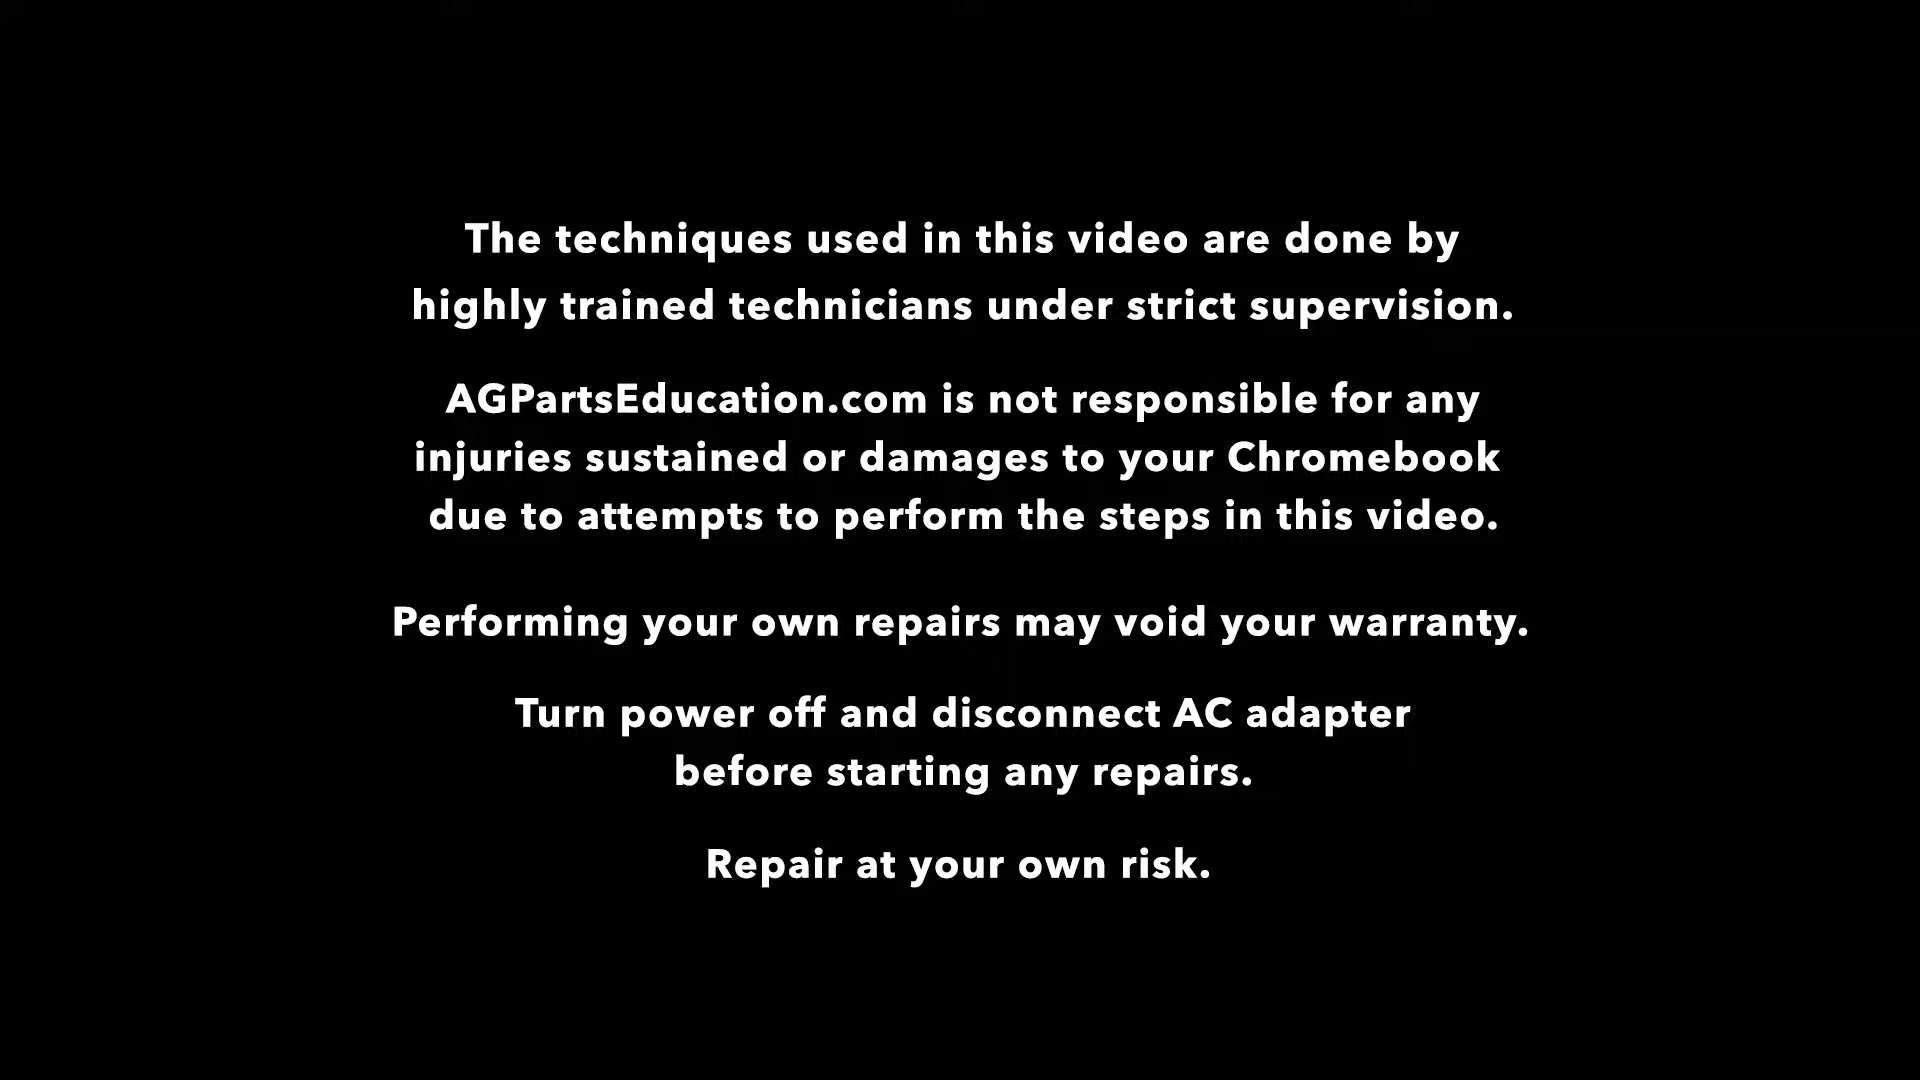 The techniques used in this video are done by
highly trained technicians under strict supervision.
AGPartsEducation.com is not responsible for any
injuries sustained or damages to your Chromebook
due to attempts to perform the steps in this video.
Performing your own repairs may void your warranty.
Turn power off and disconnect AC adapter
before starting any repairs.
Repair at your own risk.